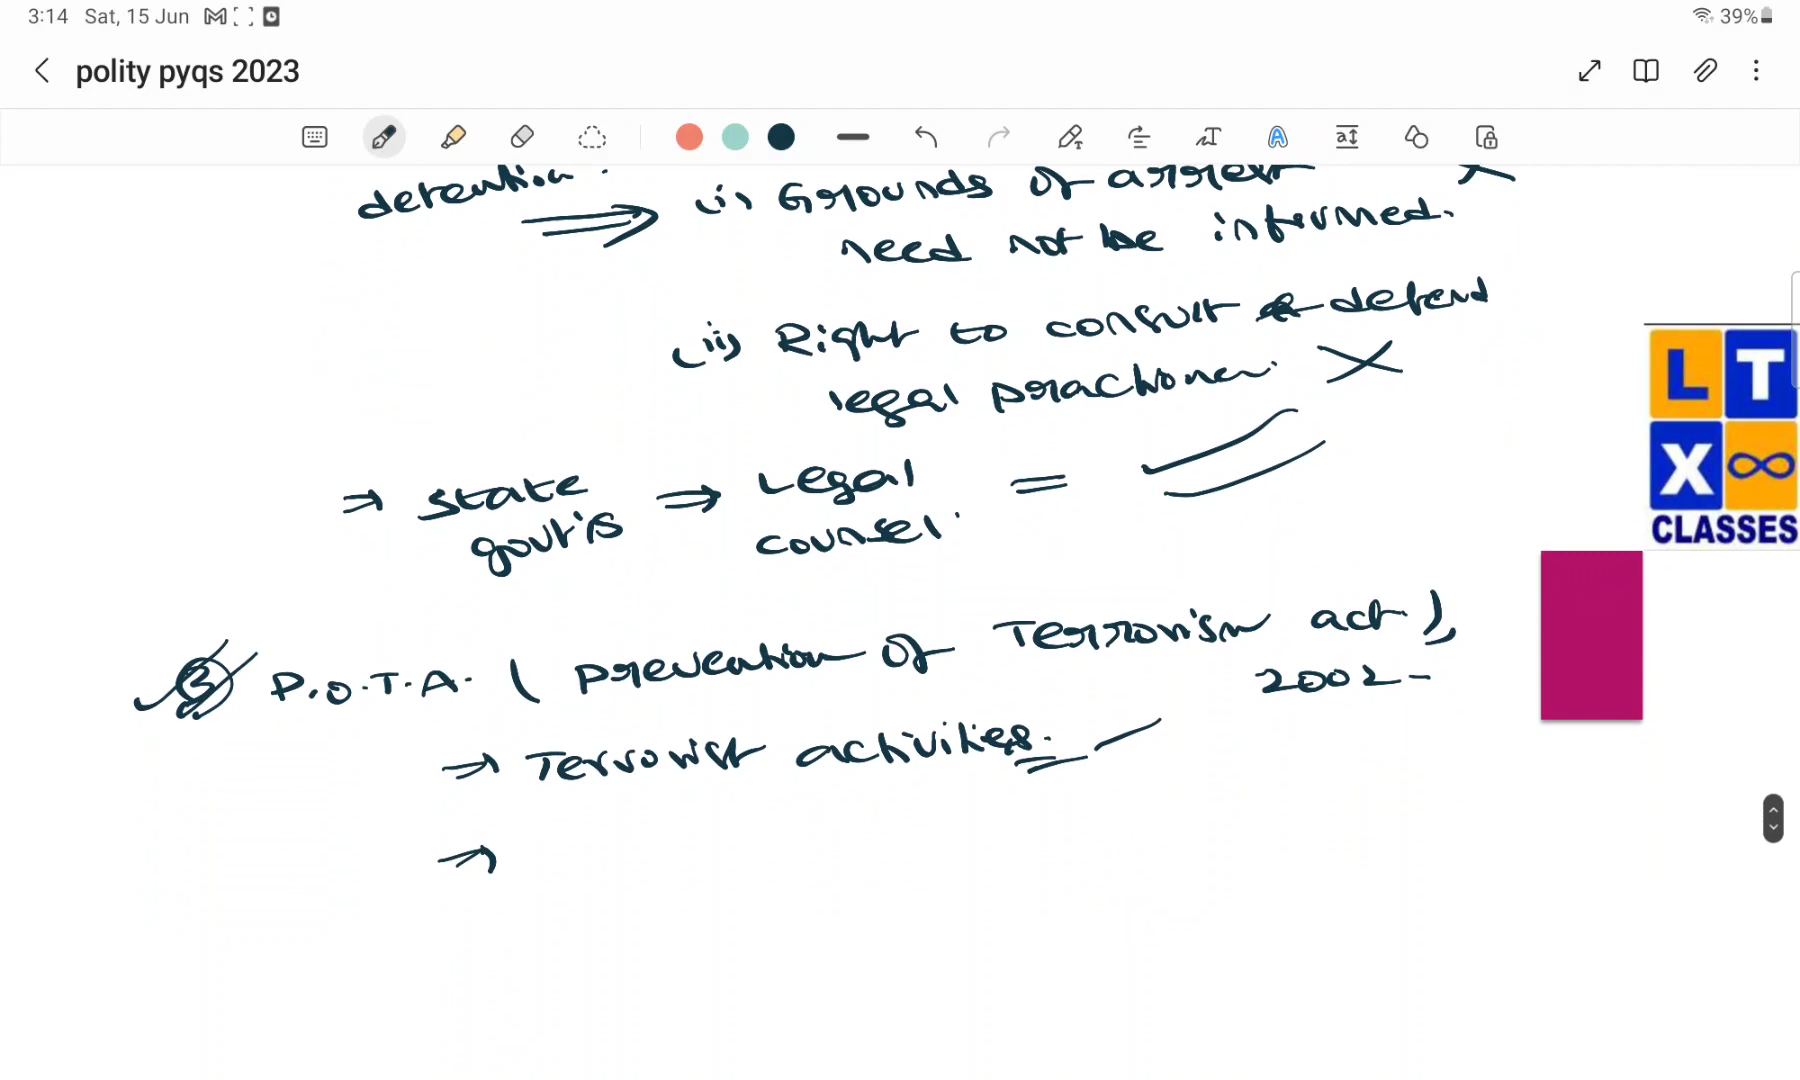 3:14 Sat, 15 Jun 39%
polity pyqs 2023
detention.
(i) Grounds of arrest
need not be informed.
(ii) Right to consult & defend
legal practioner. X
→ state ⇒ Legal =
govt is counsel.
③ P.O.T.A. ( prevention of Terrorism act ),
2002 -
→ Terrorist activities.
→
L T
X ∞
CLASSES